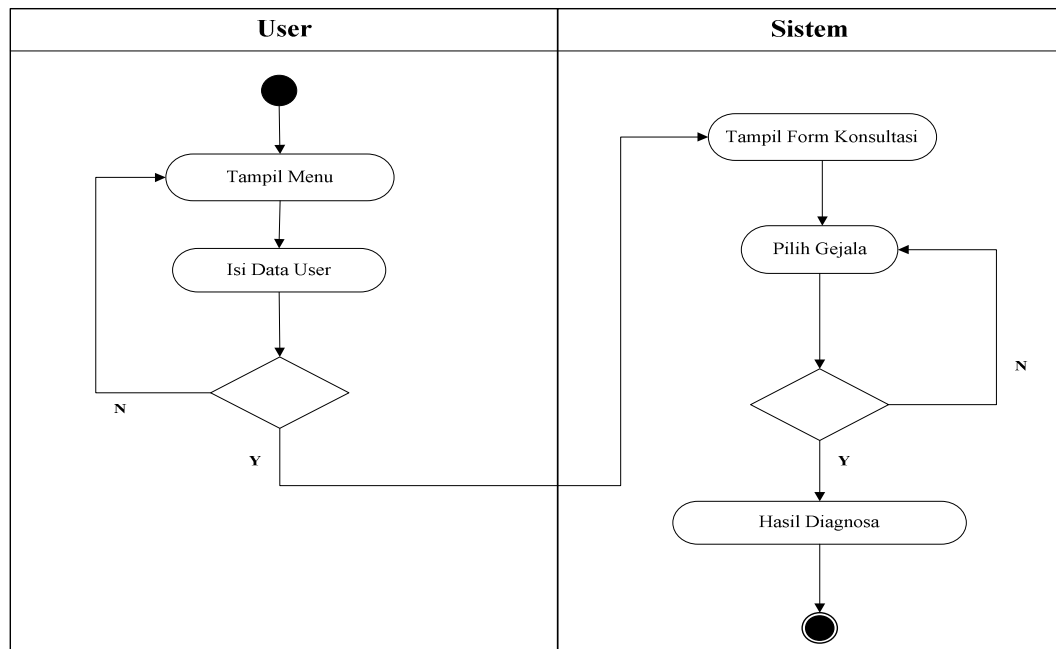 User
Sistem
Tampil Menu
Isi Data User
N
Y
Tampil Form Konsultasi
Pilih Gejala
N
Y
Hasil Diagnosa